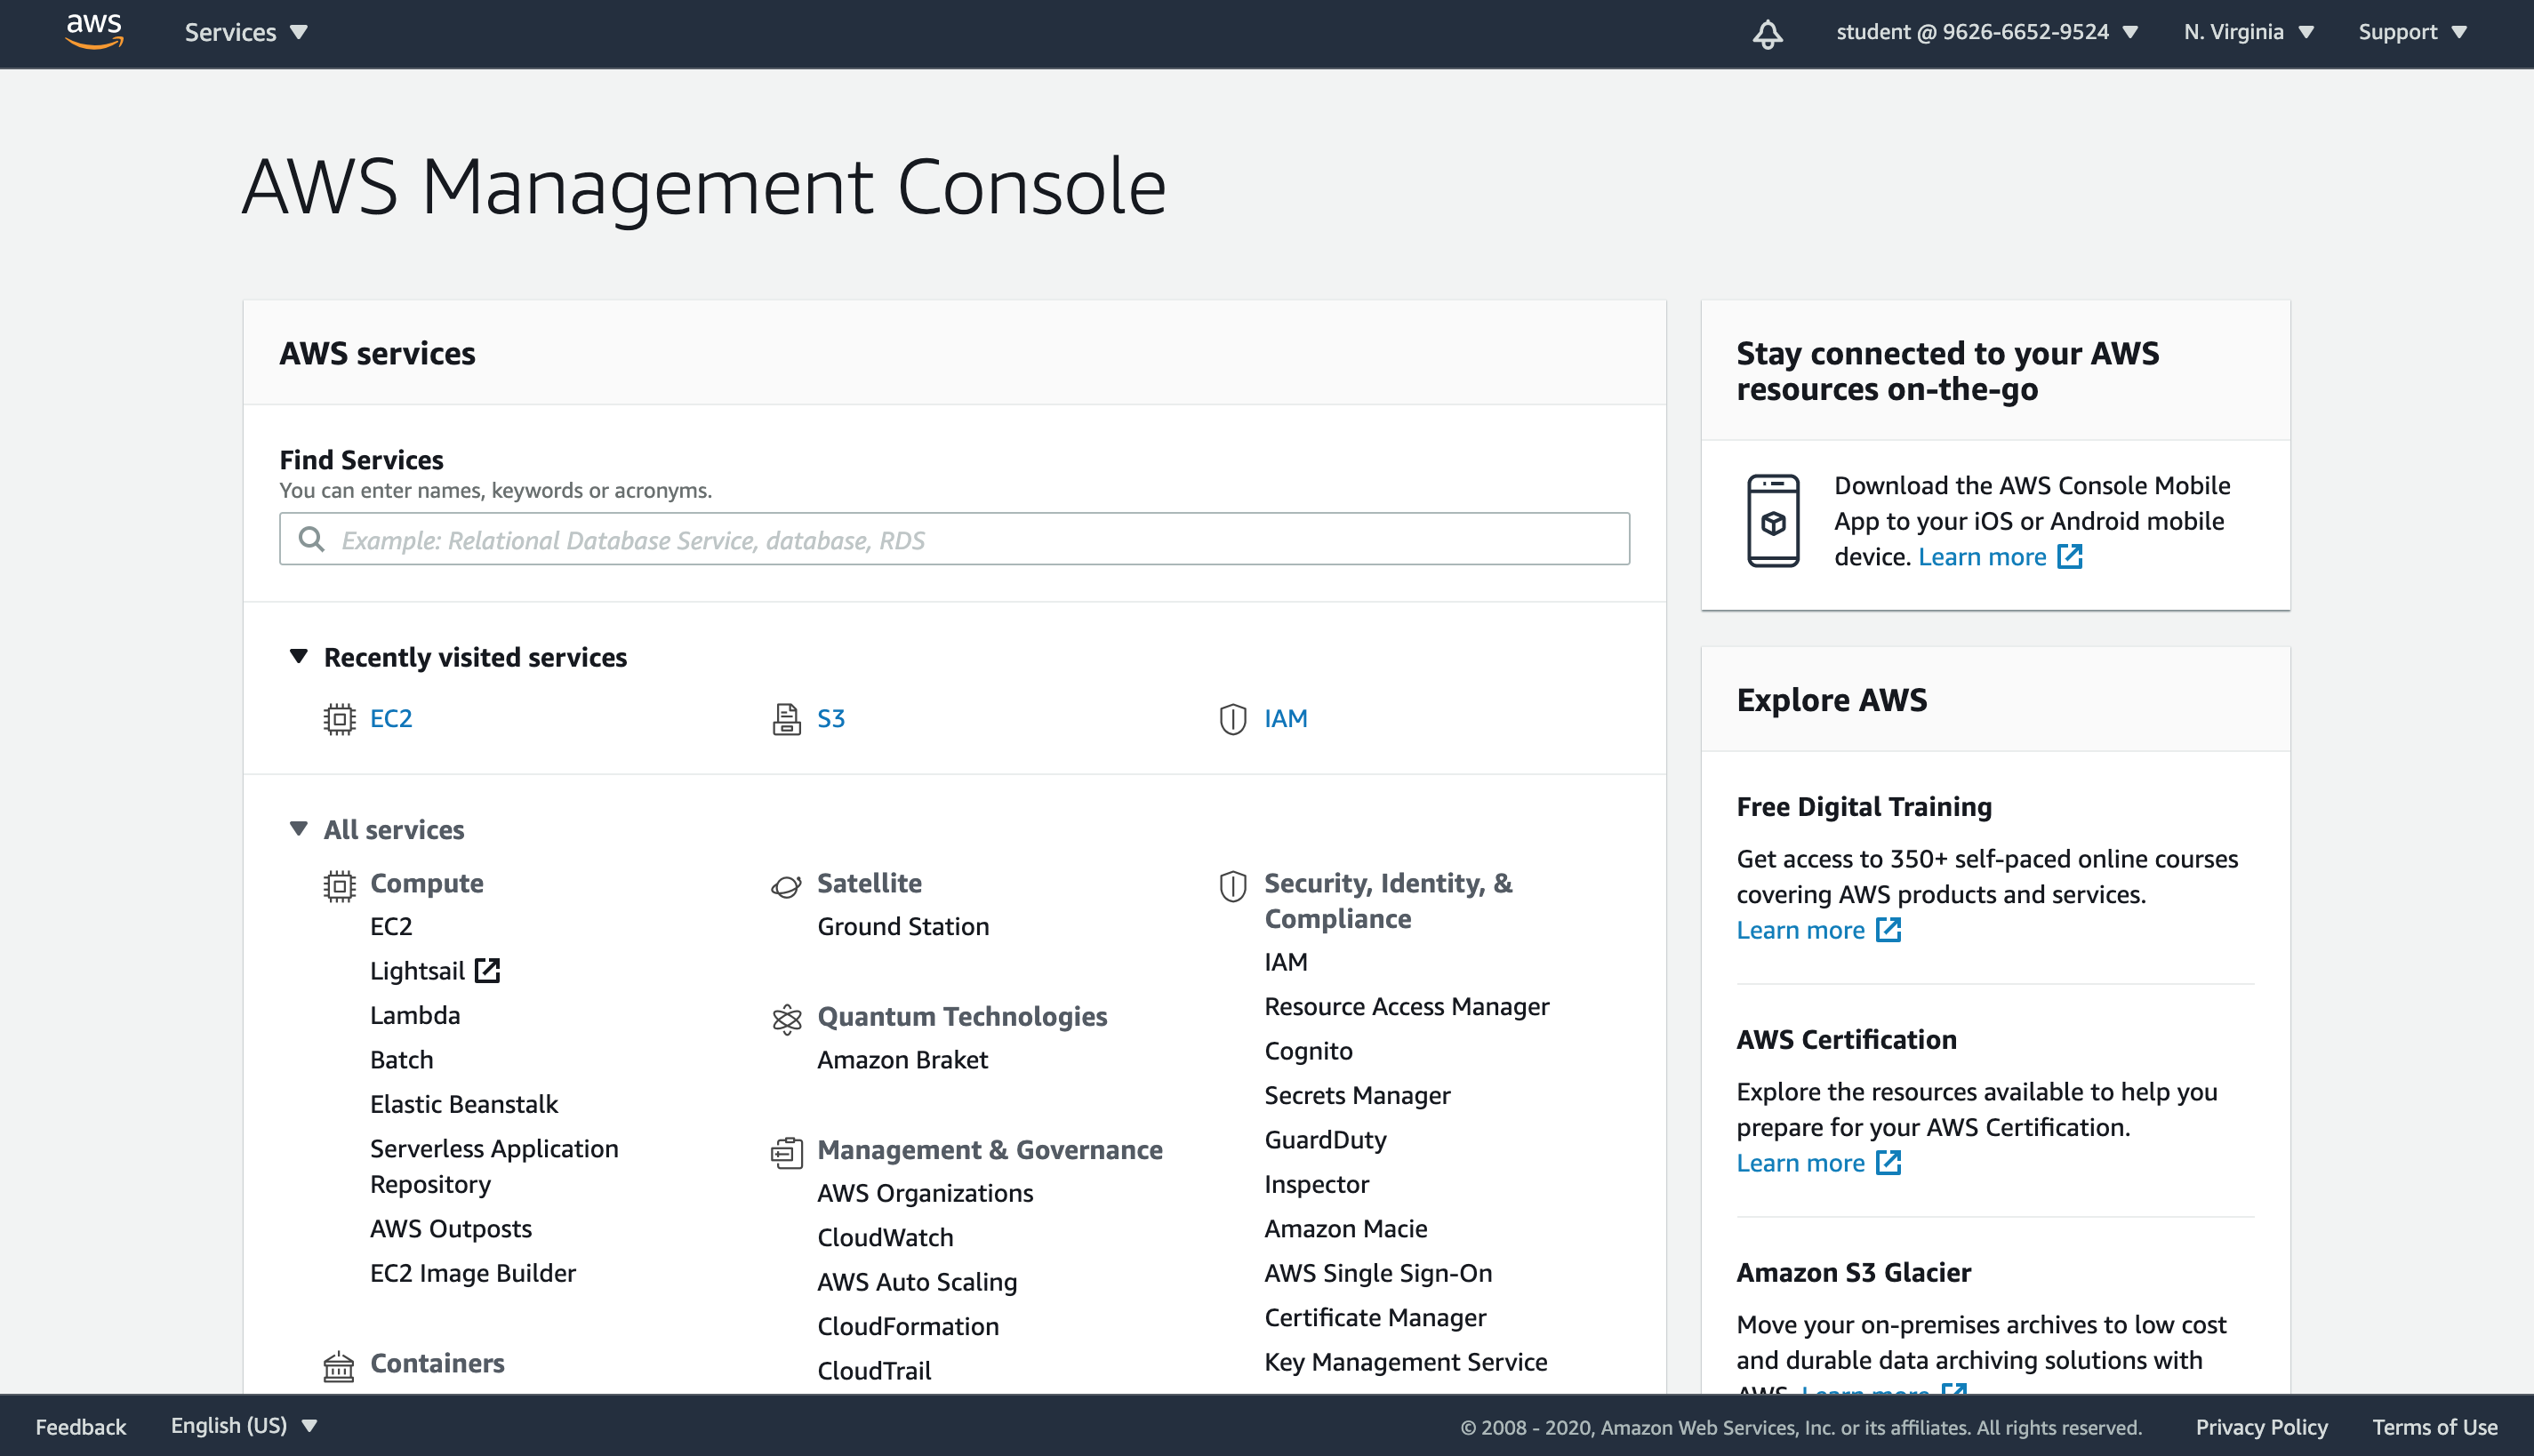 aws
Services
student @ 9626-6652-9524
N. Virginia
Support
AWS Management Console
AWS services
Find Services
You can enter names, keywords or acronyms.
Example: Relational Database Service, database, RDS
Recently visited services
EC2
S3
IAM
All services
Compute
EC2
Lightsail
Lambda
Batch
Elastic Beanstalk
Serverless Application
Repository
AWS Outposts
EC2 Image Builder
Containers
Satellite
Ground Station
Quantum Technologies
Amazon Braket
Management & Governance
AWS Organizations
CloudWatch
AWS Auto Scaling
CloudFormation
CloudTrail
Security, Identity, &
Compliance
IAM
Resource Access Manager
Cognito
Secrets Manager
GuardDuty
Inspector
Amazon Macie
AWS Single Sign-On
Certificate Manager
Key Management Service
Stay connected to your AWS
resources on-the-go
Download the AWS Console Mobile
App to your iOS or Android mobile
device. Learn more
Explore AWS
Free Digital Training
Get access to 350+ self-paced online courses
covering AWS products and services.
Learn more
AWS Certification
Explore the resources available to help you
prepare for your AWS Certification.
Learn more
Amazon S3 Glacier
Move your on-premises archives to low cost
and durable data archiving solutions with
AWS. Learn more
Feedback
English (US)
© 2008 - 2020, Amazon Web Services, Inc. or its affiliates. All rights reserved.
Privacy Policy
Terms of Use